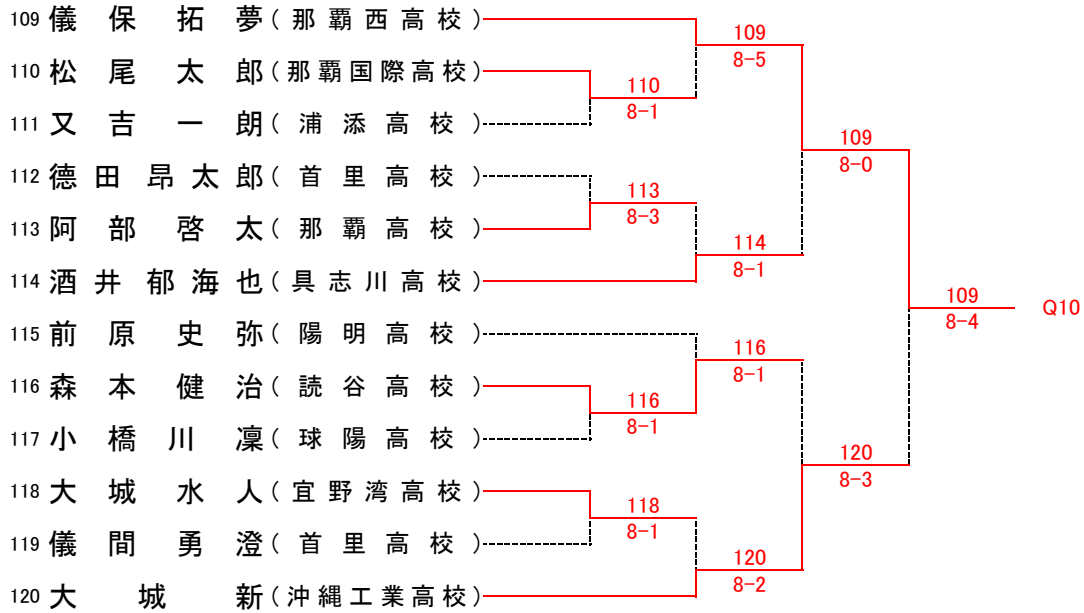 109 儀保拓夢(那覇西高校)
110 松尾太郎(那覇国際高校)
111 又吉一朗(浦添高校)
112 徳田昂太郎(首里高校)
113 阿部啓太(那覇高校)
114 酒井郁海也(具志川高校)
115 前原史弥(陽明高校)
116 森本健治(読谷高校)
117 小橋川凜(球陽高校)
118 大城水人(宜野湾高校)
119 儀間勇澄(首里高校)
120 大城新(沖縄工業高校)
110
8-1
113
8-3
116
8-1
118
8-1
109
8-5
114
8-1
116
8-1
120
8-2
109
8-0
120
8-3
109
8-4
Q10